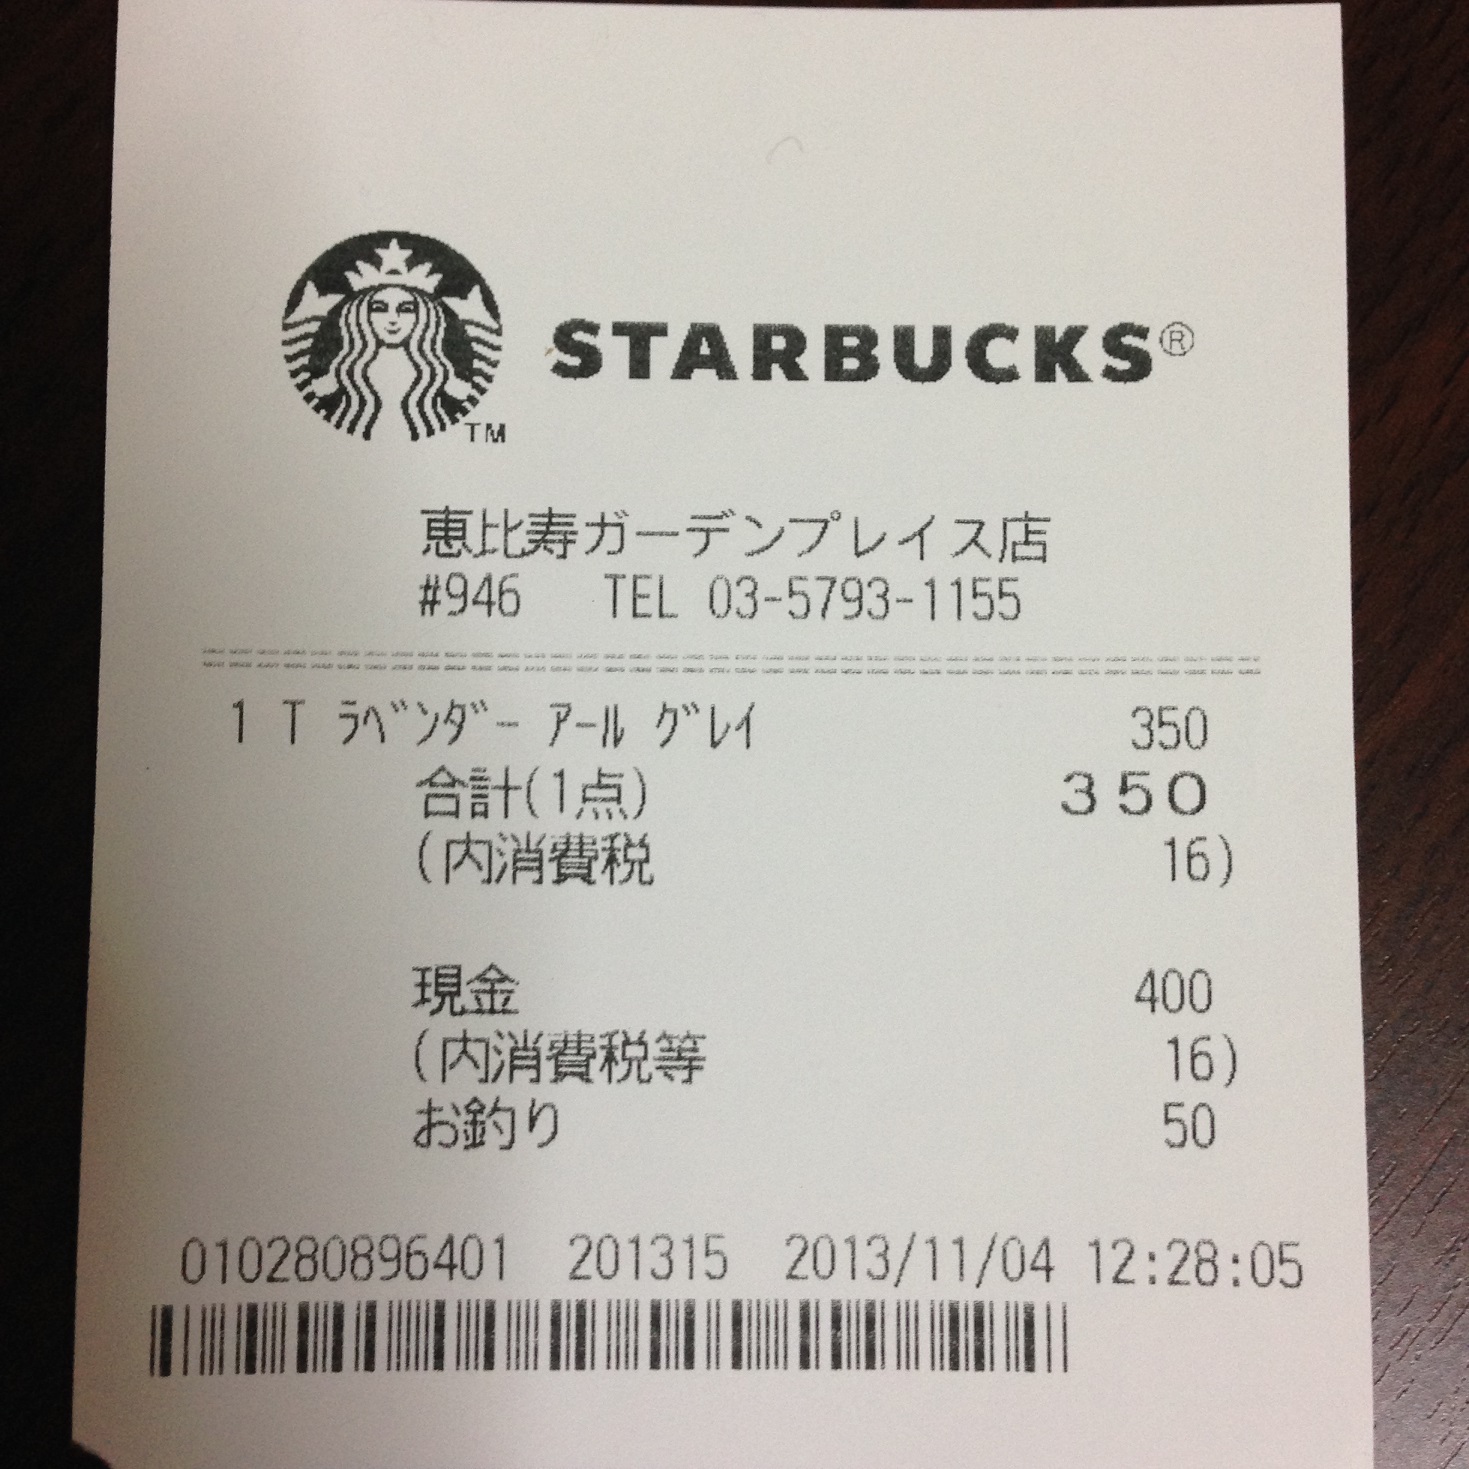 TM
STARBUCKS®
恵比寿ガーデンプレイス店
#946 TEL 03-5793-1155
1 T ﾗﾍﾞﾝﾀﾞｰ ｱｰﾙ ｸﾞﾚｲ 350
合計(1点) 350
(内消費税 16)
現金 400
(内消費税等 16)
お釣り 50
010280896401 201315 2013/11/04 12:28:05